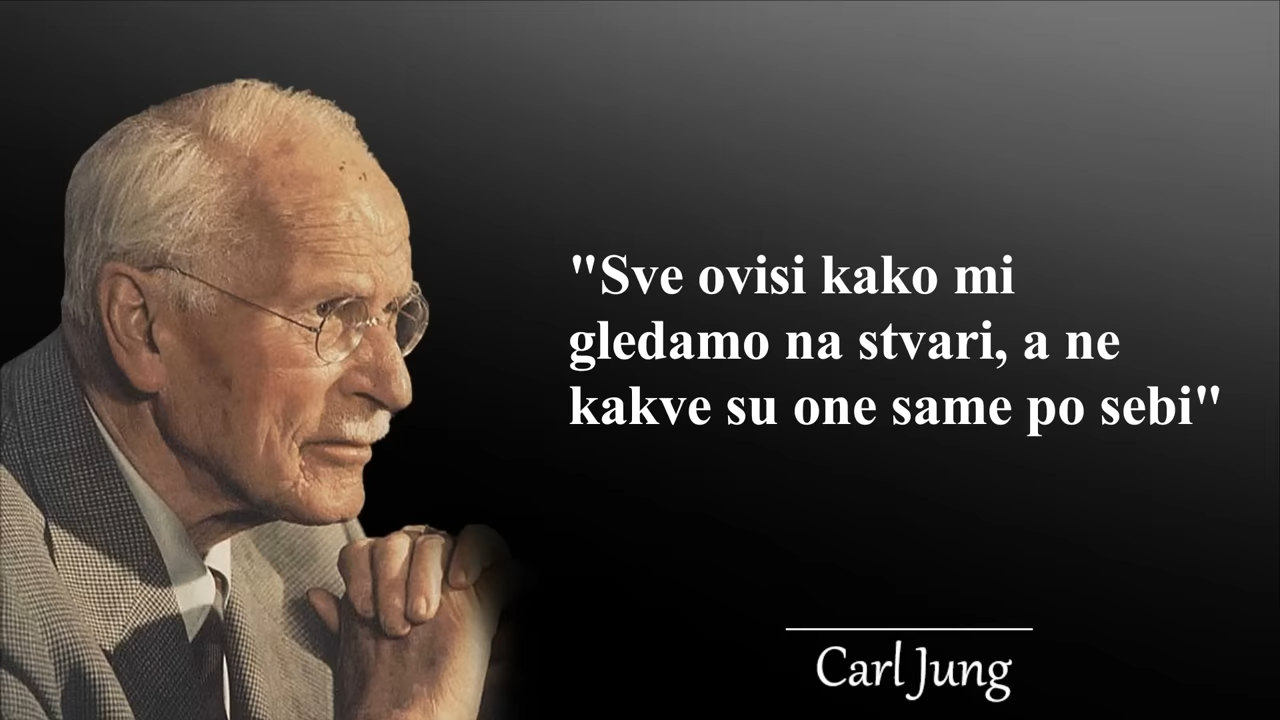 "Sve ovisi kako mi
gledamo na stvari, a ne
kakve su one same po sebi"
Carl Jung